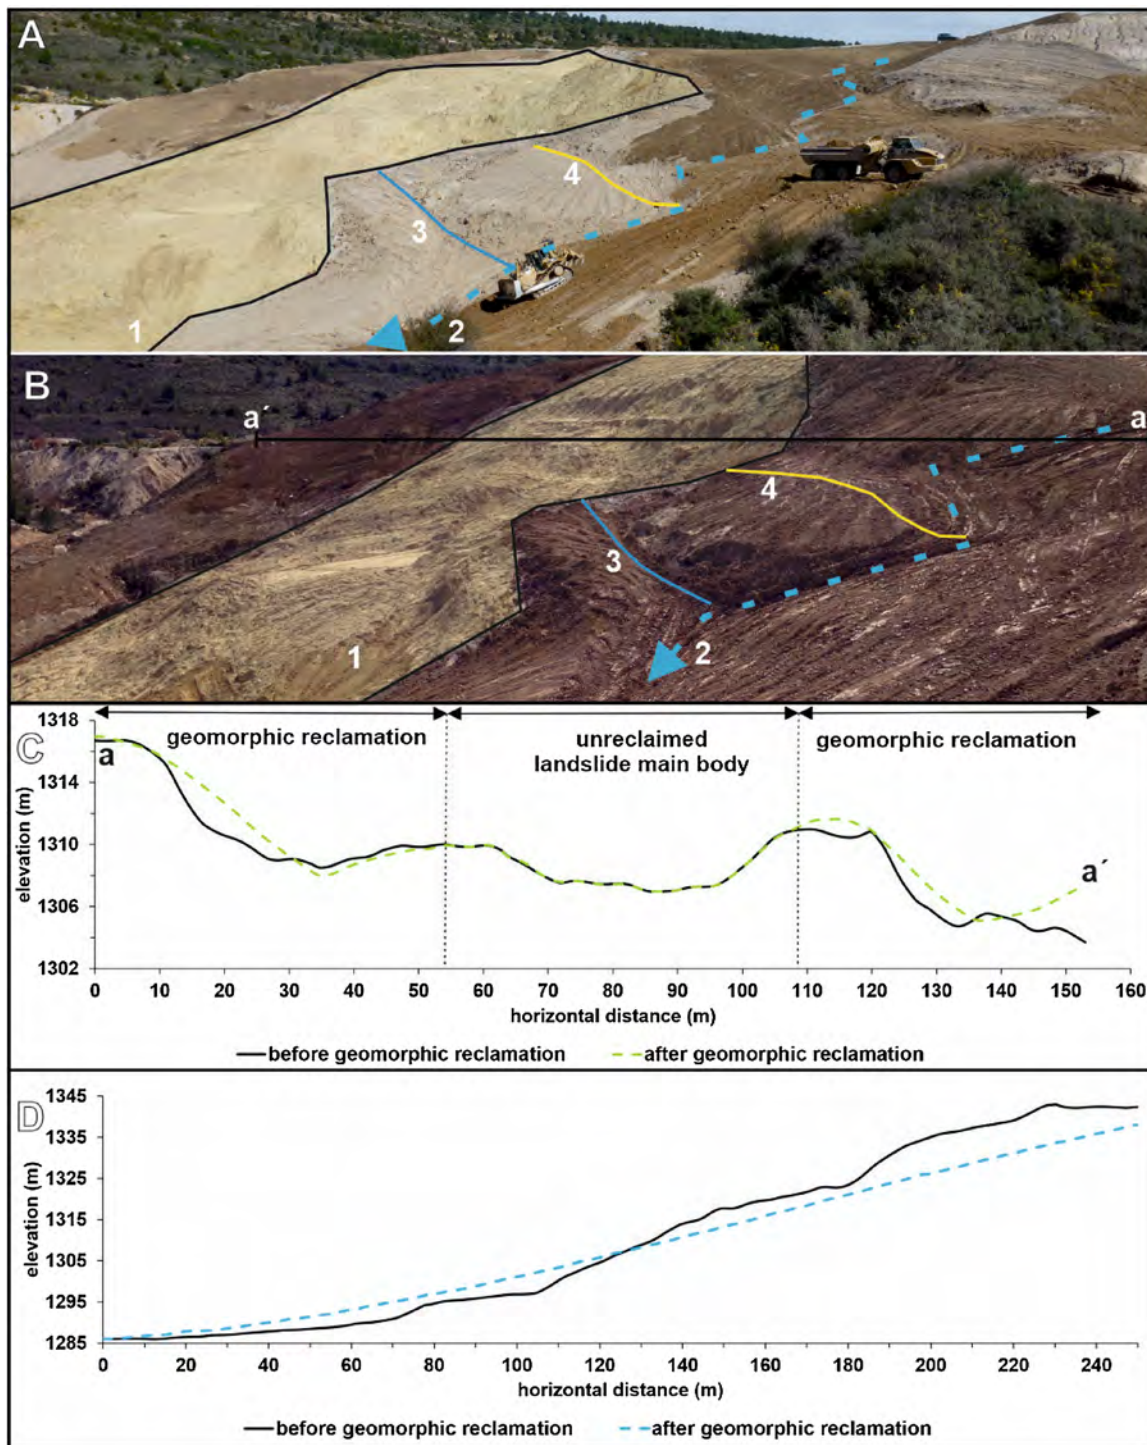 A
4
3
1
2
B
a´
a
4
3
1
2
C
geomorphic reclamation
unreclaimed
landslide main body
geomorphic reclamation
a
a´
elevation (m)
1318
1314
1310
1306
1302
0 10 20 30 40 50 60 70 80 90 100 110 120 130 140 150 160
horizontal distance (m)
before geomorphic reclamation after geomorphic reclamation
D
elevation (m)
1345
1335
1325
1315
1305
1295
1285
0 20 40 60 80 100 120 140 160 180 200 220 240
horizontal distance (m)
before geomorphic reclamation after geomorphic reclamation